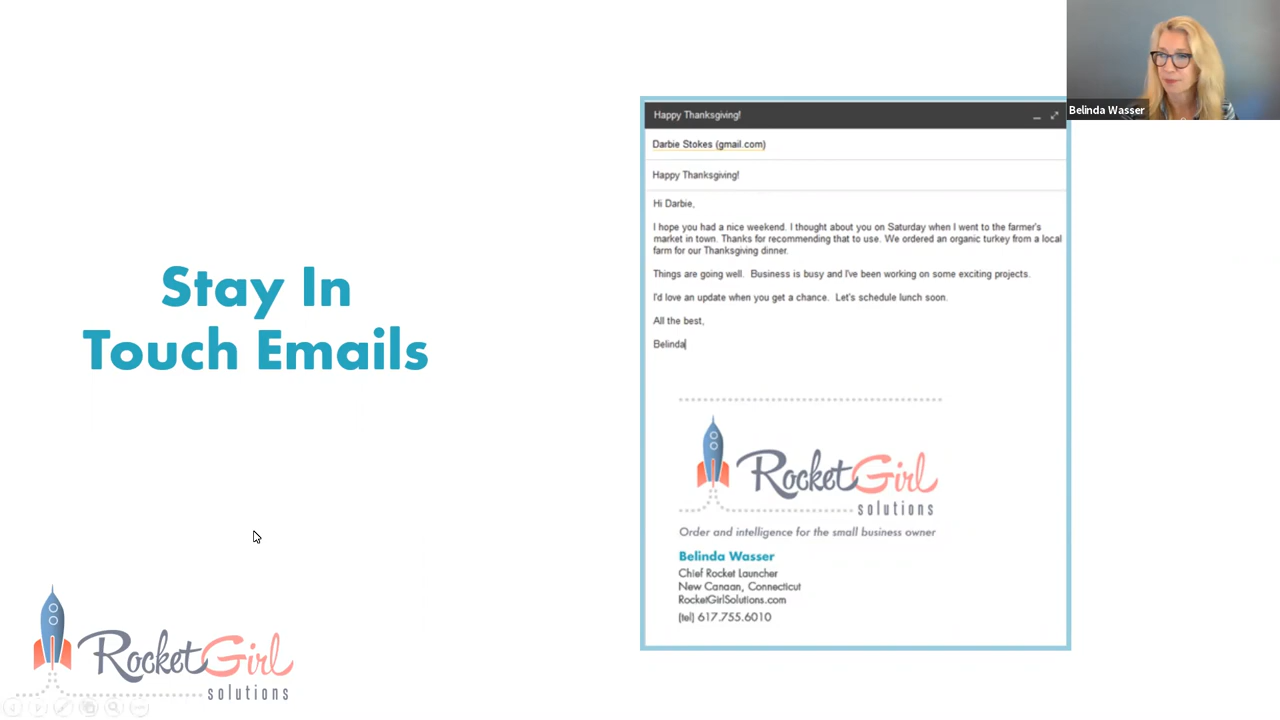 Belinda Wasser
Stay In
Touch Emails
Happy Thanksgiving!
Darbie Stokes (gmail.com)
Happy Thanksgiving!
Hi Darbie,
I hope you had a nice weekend. I thought about you on Saturday when I went to the farmer's
market in town. Thanks for recommending that to use. We ordered an organic turkey from a local
farm for our Thanksgiving dinner.
Things are going well. Business is busy and I've been working on some exciting projects.
I'd love an update when you get a chance. Let's schedule lunch soon.
All the best,
Belinda
RocketGirl
solutions
Order and intelligence for the small business owner
Belinda Wasser
Chief Rocket Launcher
New Canaan, Connecticut
RocketGirlSolutions.com
(tel) 617.755.6010
RocketGirl
solutions